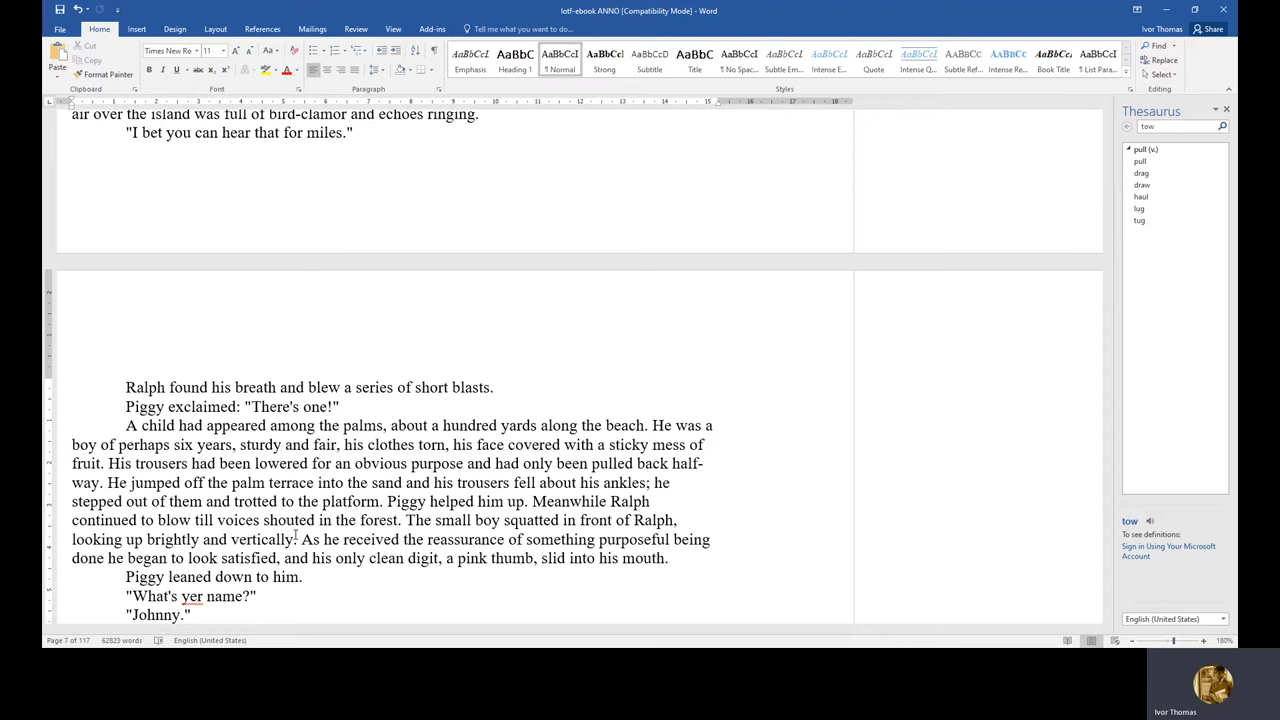 lotf-ebook ANNO [Compatibility Mode] - Word
File Home Insert Design Layout References Mailings Review View Add-ins Tell me what you want to do... Ivor Thomas Share
Paste Cut Copy Format Painter Clipboard
Times New Ro 11 Aa Font
Paragraph
AaBbCcI Emphasis AaBbC Heading 1 AaBbCcI ¶ Normal AaBbCcI Strong AaBbCcD Subtitle AaBbC Title AaBbCcI ¶ No Spac... AaBbCcI Subtle Em... AaBbCcI Intense E... AaBbCcI Quote AaBbCcI Intense Q... AaBbCcI Subtle Ref... AaBbCcI Intense Re... AaBbCcI Book Title AaBbCcI ¶ List Para...
Styles
Find Replace Select Editing
Thesaurus
tow
pull (v.)
pull
drag
draw
haul
lug
tug
air over the island was full of bird-clamor and echoes ringing.
"I bet you can hear that for miles."
Ralph found his breath and blew a series of short blasts.
Piggy exclaimed: "There's one!"
A child had appeared among the palms, about a hundred yards along the beach. He was a
boy of perhaps six years, sturdy and fair, his clothes torn, his face covered with a sticky mess of
fruit. His trousers had been lowered for an obvious purpose and had only been pulled back half-
way. He jumped off the palm terrace into the sand and his trousers fell about his ankles; he
stepped out of them and trotted to the platform. Piggy helped him up. Meanwhile Ralph
continued to blow till voices shouted in the forest. The small boy squatted in front of Ralph,
looking up brightly and vertically. As he received the reassurance of something purposeful being
done he began to look satisfied, and his only clean digit, a pink thumb, slid into his mouth.
Piggy leaned down to him.
"What's yer name?"
"Johnny."
tow
To see definitions:
Sign in Using your Microsoft
Account
English (United States)
Page 7 of 117 62823 words English (United States) 180%
Ivor Thomas